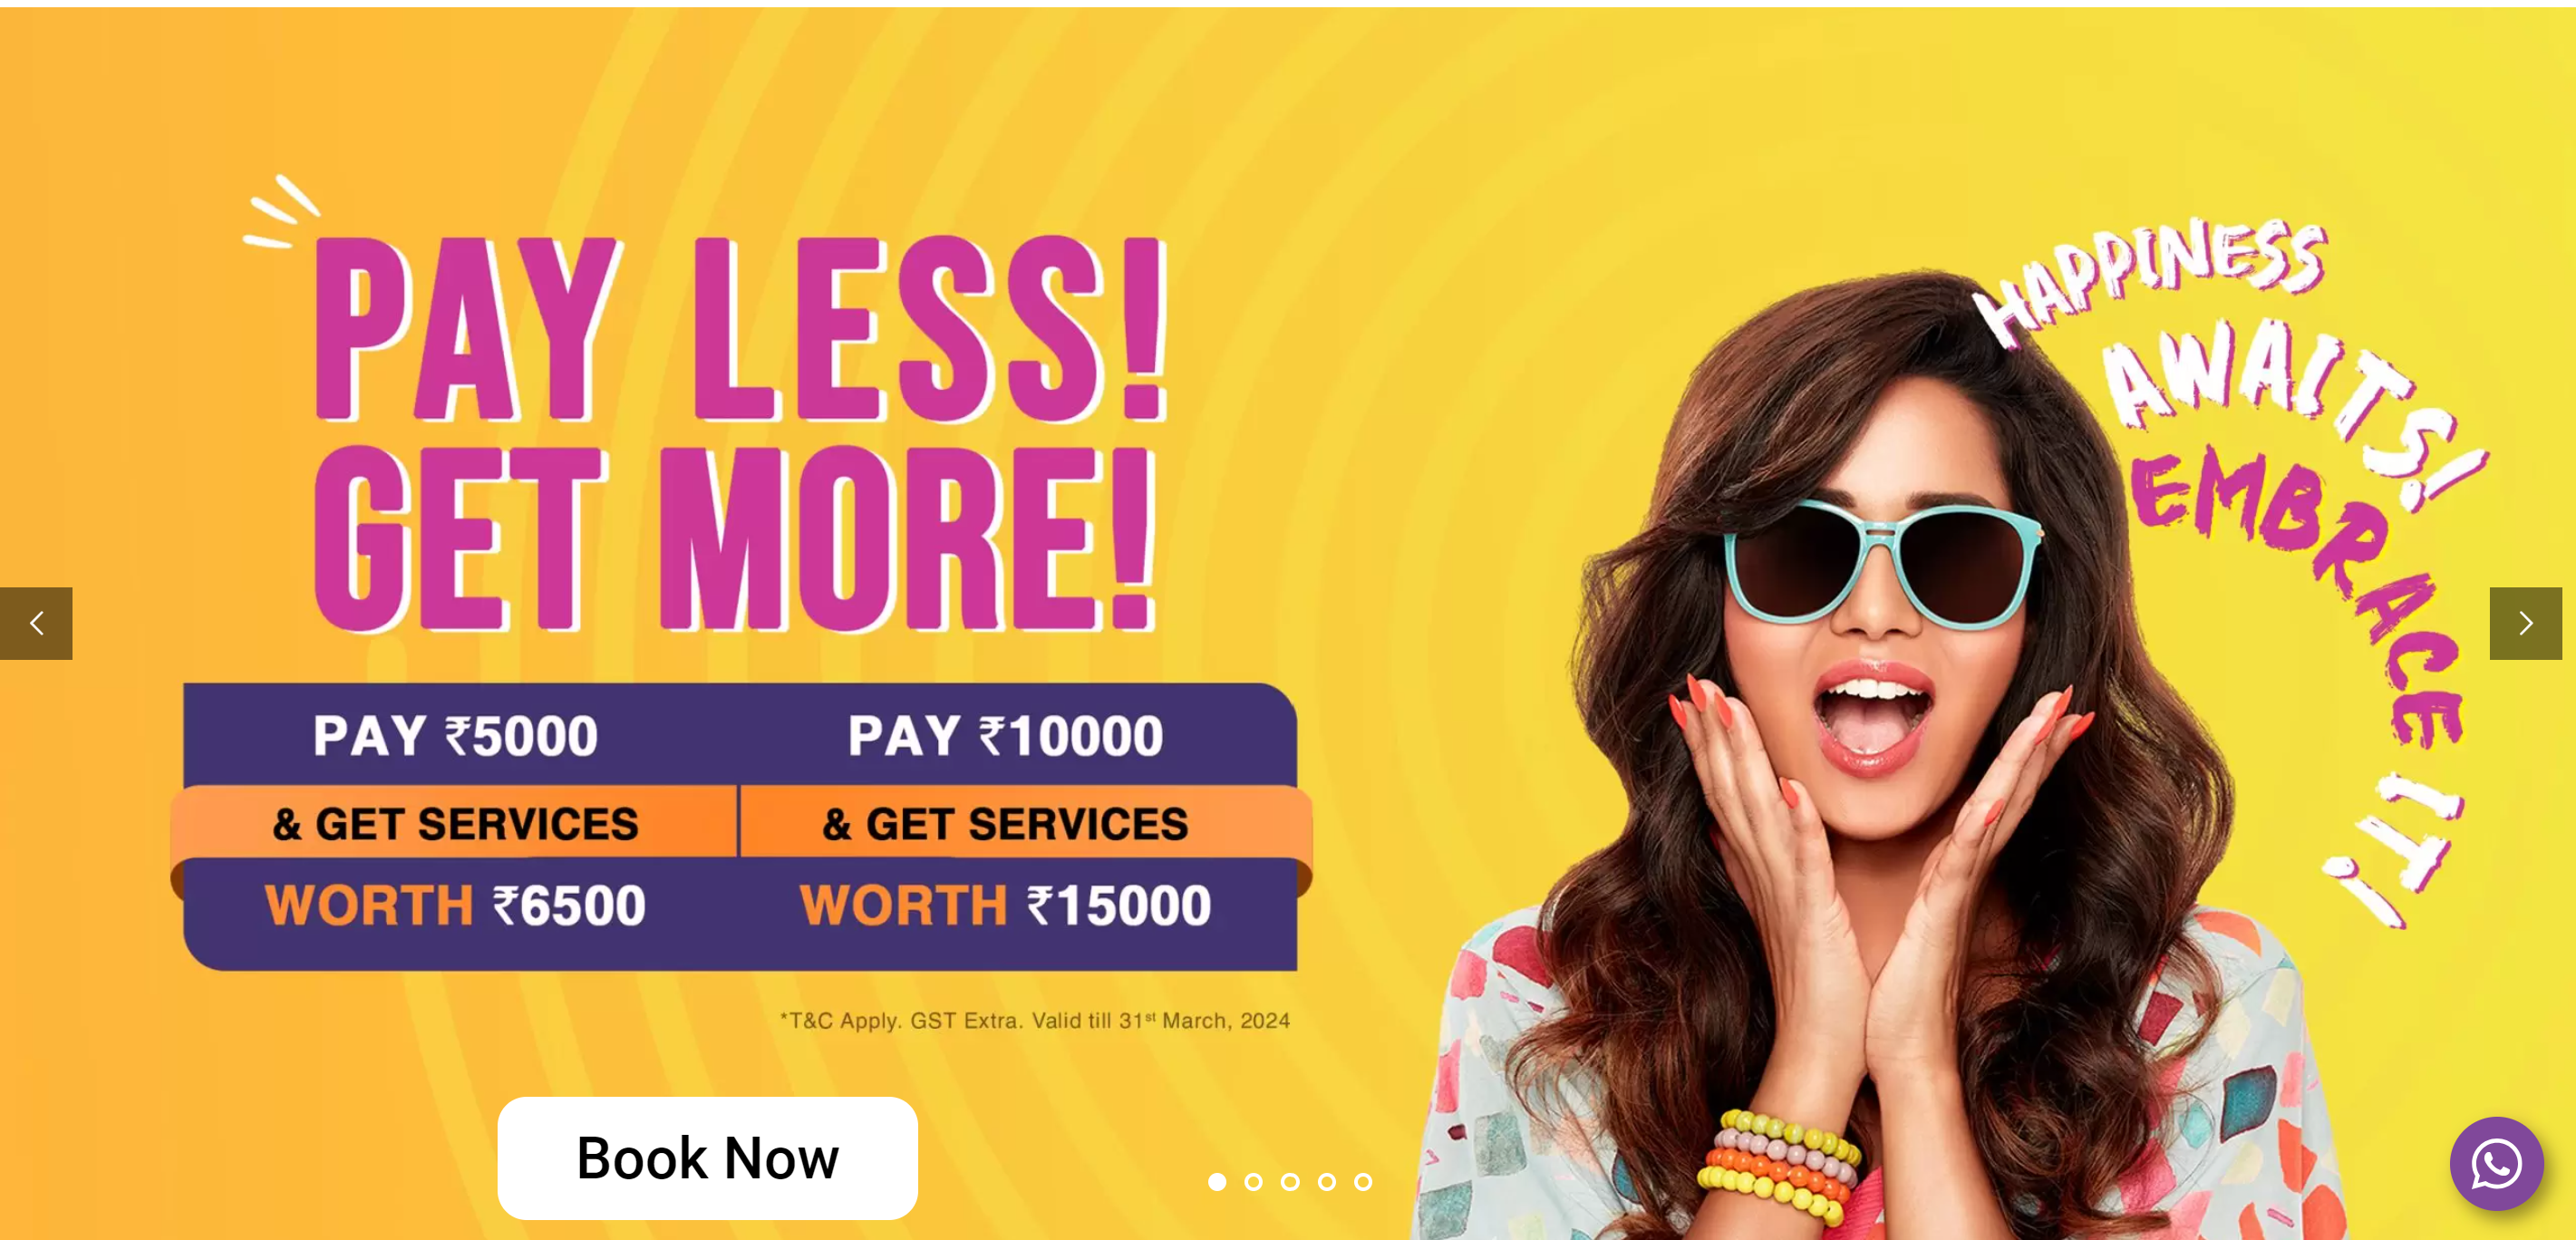 PAY LESS!
GET MORE!
PAY ₹5000
& GET SERVICES
WORTH ₹6500
PAY ₹10000
& GET SERVICES
WORTH ₹15000
*T&C Apply. GST Extra. Valid till 31st March, 2024
Book Now
HAPPINESS
AWAITS!
EMBRACE
IT!